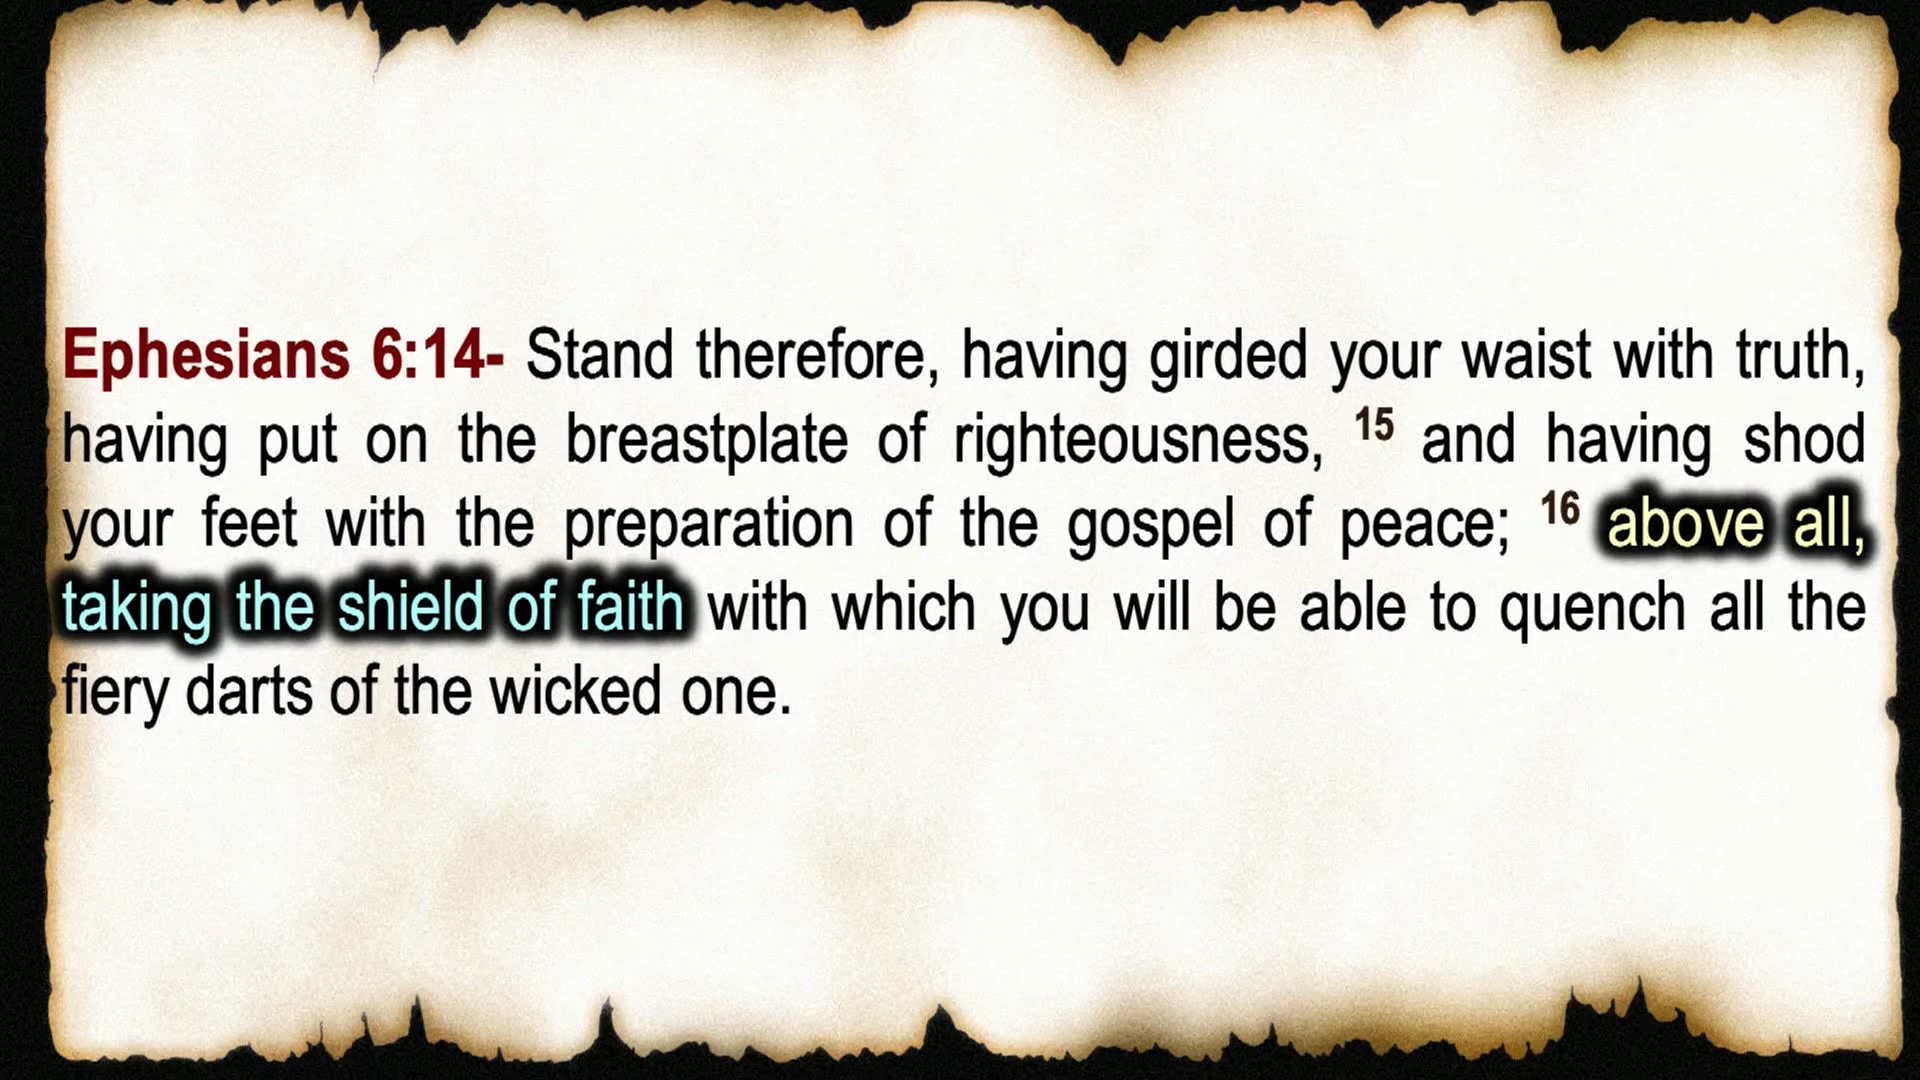 Ephesians 6:14- Stand therefore, having girded your waist with truth,
having put on the breastplate of righteousness, 15 and having shod
your feet with the preparation of the gospel of peace; 16 above all,
taking the shield of faith with which you will be able to quench all the
fiery darts of the wicked one.